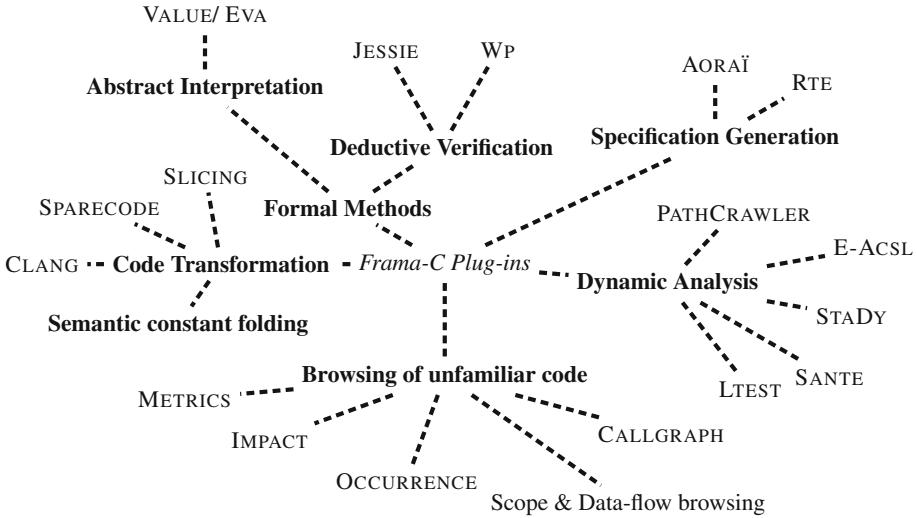 VALUE/ EVA
JESSIE
WP
AORAÏ
RTE
Abstract Interpretation
Deductive Verification
Specification Generation
SLICING
SPARECODE
Formal Methods
PATHCRAWLER
E-ACSL
CLANG
Code Transformation
Frama-C Plug-ins
Dynamic Analysis
Semantic constant folding
STADY
Browsing of unfamiliar code
SANTE
LTEST
METRICS
IMPACT
CALLGRAPH
OCCURRENCE
Scope & Data-flow browsing